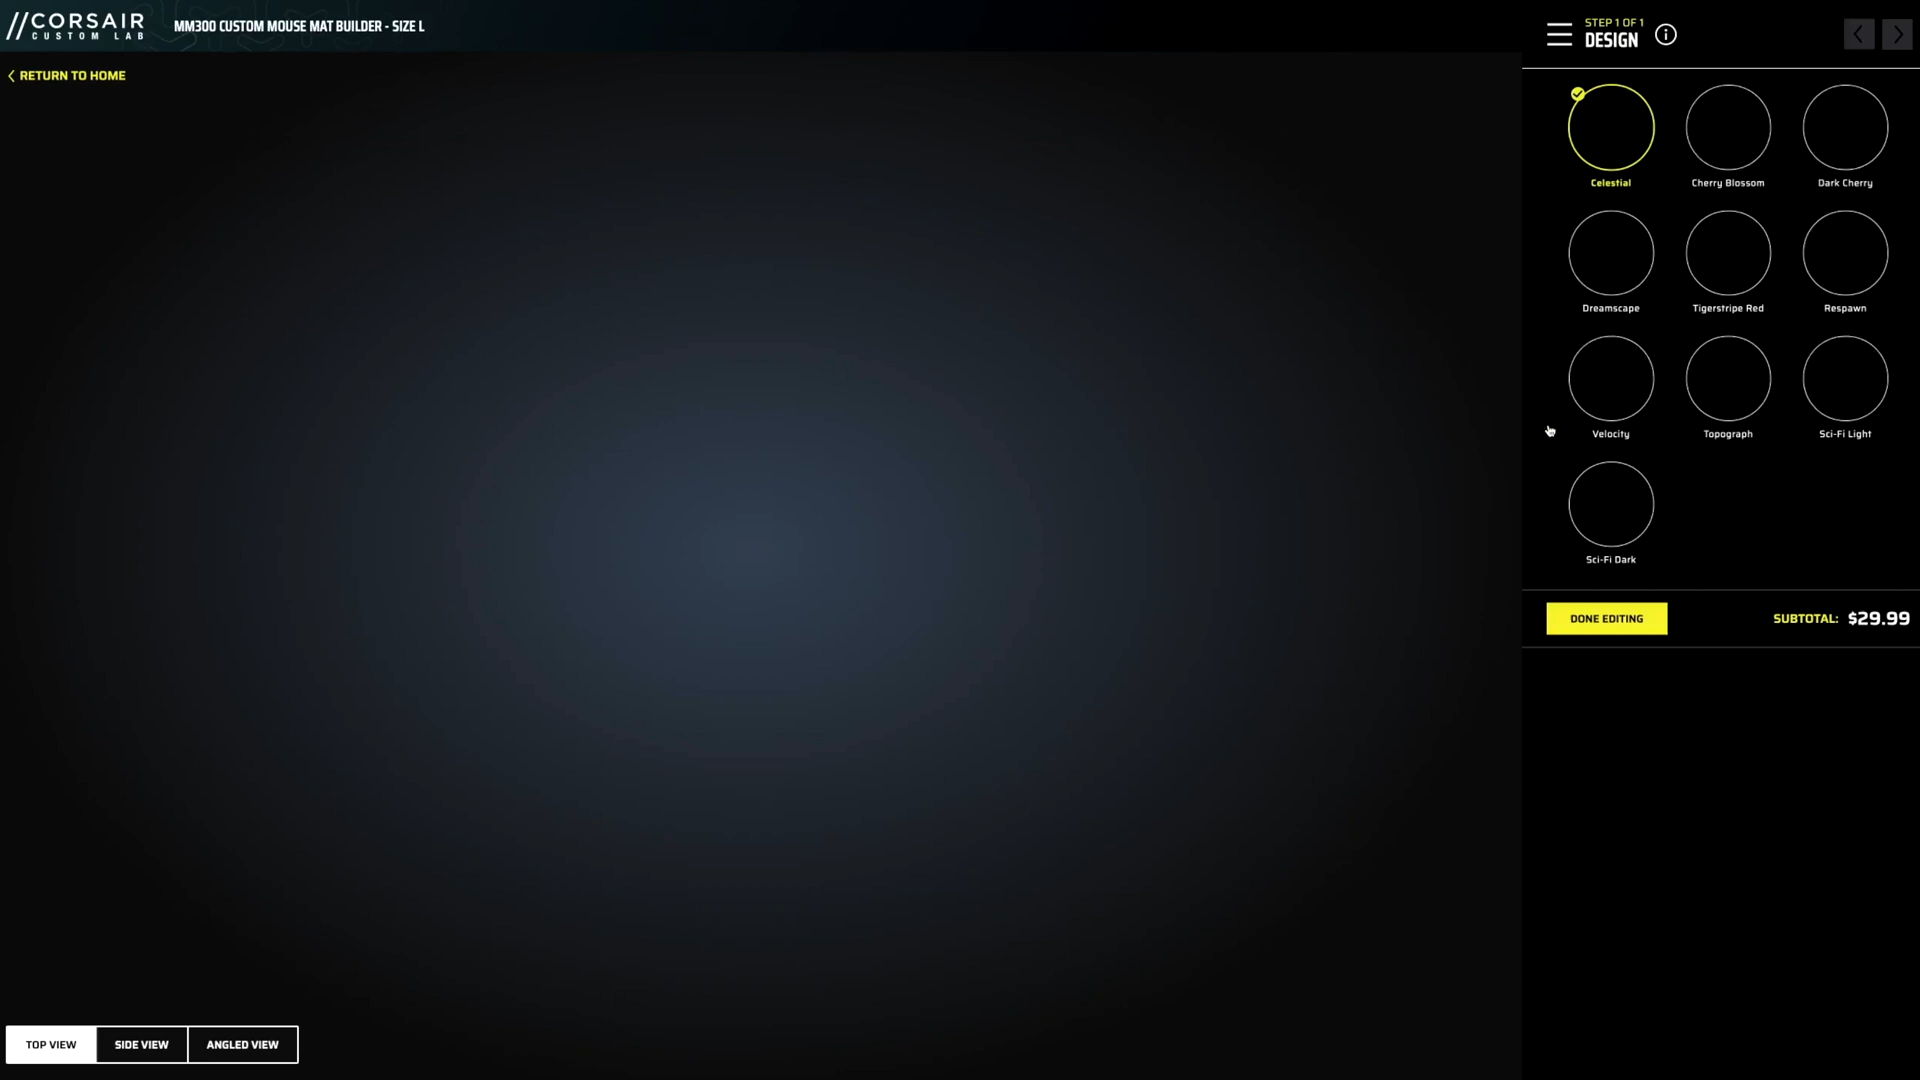 //CORSAIR
CUSTOM LAB
MM300 CUSTOM MOUSE MAT BUILDER - SIZE L
STEP 1 OF 1
DESIGN
RETURN TO HOME
Celestial
Cherry Blossom
Dark Cherry
Dreamscape
Tigerstripe Red
Respawn
Velocity
Topograph
Sci-Fi Light
Sci-Fi Dark
DONE EDITING
SUBTOTAL: $29.99
TOP VIEW
SIDE VIEW
ANGLED VIEW